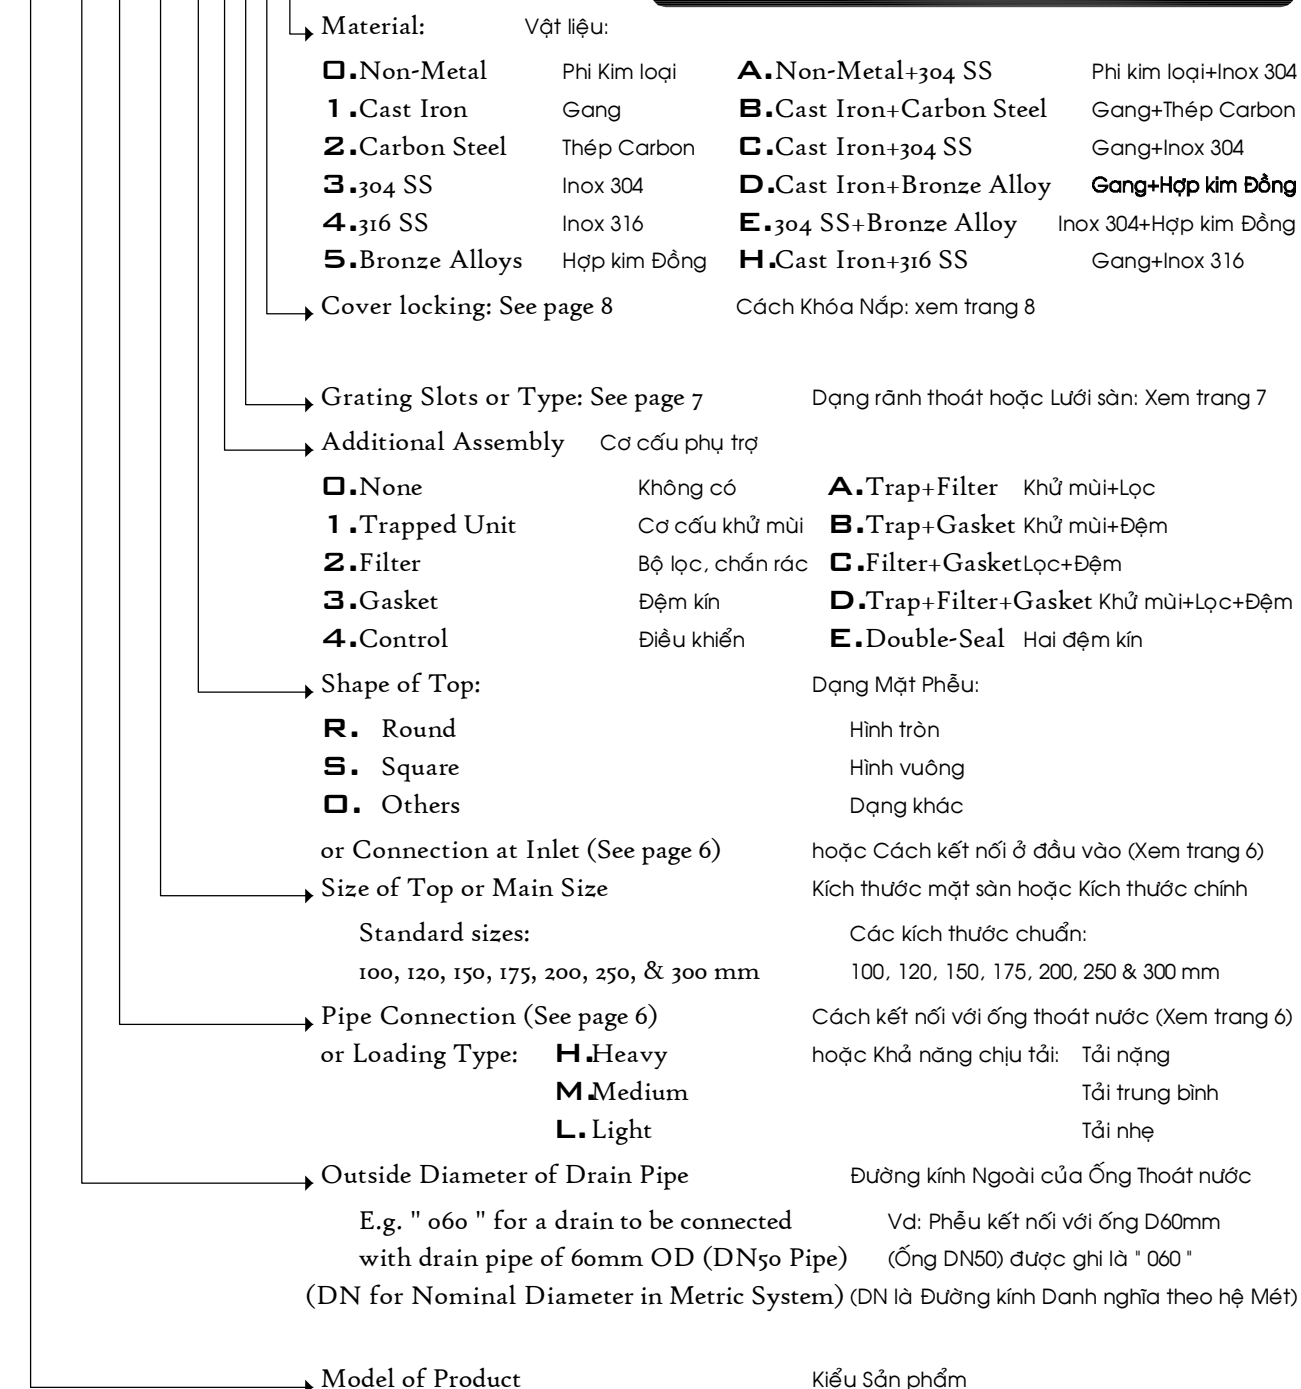 Material: Vật liệu:
0.Non-Metal Phi Kim loại A.Non-Metal+304 SS Phi kim loại+Inox 304
1.Cast Iron Gang B.Cast Iron+Carbon Steel Gang+Thép Carbon
2.Carbon Steel Thép Carbon C.Cast Iron+304 SS Gang+Inox 304
3.304 SS Inox 304 D.Cast Iron+Bronze Alloy Gang+Hợp kim Đồng
4.316 SS Inox 316 E.304 SS+Bronze Alloy Inox 304+Hợp kim Đồng
5.Bronze Alloys Hợp kim Đồng H.Cast Iron+316 SS Gang+Inox 316
Cover locking: See page 8 Cách Khóa Nắp: xem trang 8
Grating Slots or Type: See page 7 Dạng rãnh thoát hoặc Lưới sàn: Xem trang 7
Additional Assembly Cơ cấu phụ trợ
0.None Không có A.Trap+Filter Khử mùi+Lọc
1.Trapped Unit Cơ cấu khử mùi B.Trap+Gasket Khử mùi+Đệm
2.Filter Bộ lọc, chắn rác C.Filter+Gasket Lọc+Đệm
3.Gasket Đệm kín D.Trap+Filter+Gasket Khử mùi+Lọc+Đệm
4.Control Điều khiển E.Double-Seal Hai đệm kín
Shape of Top: Dạng Mặt Phễu:
R. Round Hình tròn
S. Square Hình vuông
O. Others Dạng khác
or Connection at Inlet (See page 6) hoặc Cách kết nối ở đầu vào (Xem trang 6)
Size of Top or Main Size Kích thước mặt sàn hoặc Kích thước chính
Standard sizes: Các kích thước chuẩn:
100, 120, 150, 175, 200, 250, & 300 mm 100, 120, 150, 175, 200, 250 & 300 mm
Pipe Connection (See page 6) Cách kết nối với ống thoát nước (Xem trang 6)
or Loading Type: H.Heavy hoặc Khả năng chịu tải: Tải nặng
M.Medium Tải trung bình
L.Light Tải nhẹ
Outside Diameter of Drain Pipe Đường kính Ngoài của Ống Thoát nước
E.g. " 060 " for a drain to be connected Vd: Phễu kết nối với ống D60mm
with drain pipe of 60mm OD (DN50 Pipe) (Ống DN50) được ghi là " 060 "
(DN for Nominal Diameter in Metric System) (DN là Đường kính Danh nghĩa theo hệ Mét)
Model of Product Kiểu Sản phẩm